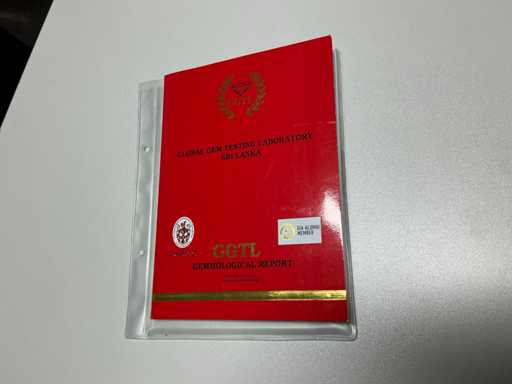 GGTL
GLOBAL GEM TESTING LABORATORY
SRI LANKA
GIA ALUMNI
MEMBER
GGTL
GEMMOLOGICAL REPORT